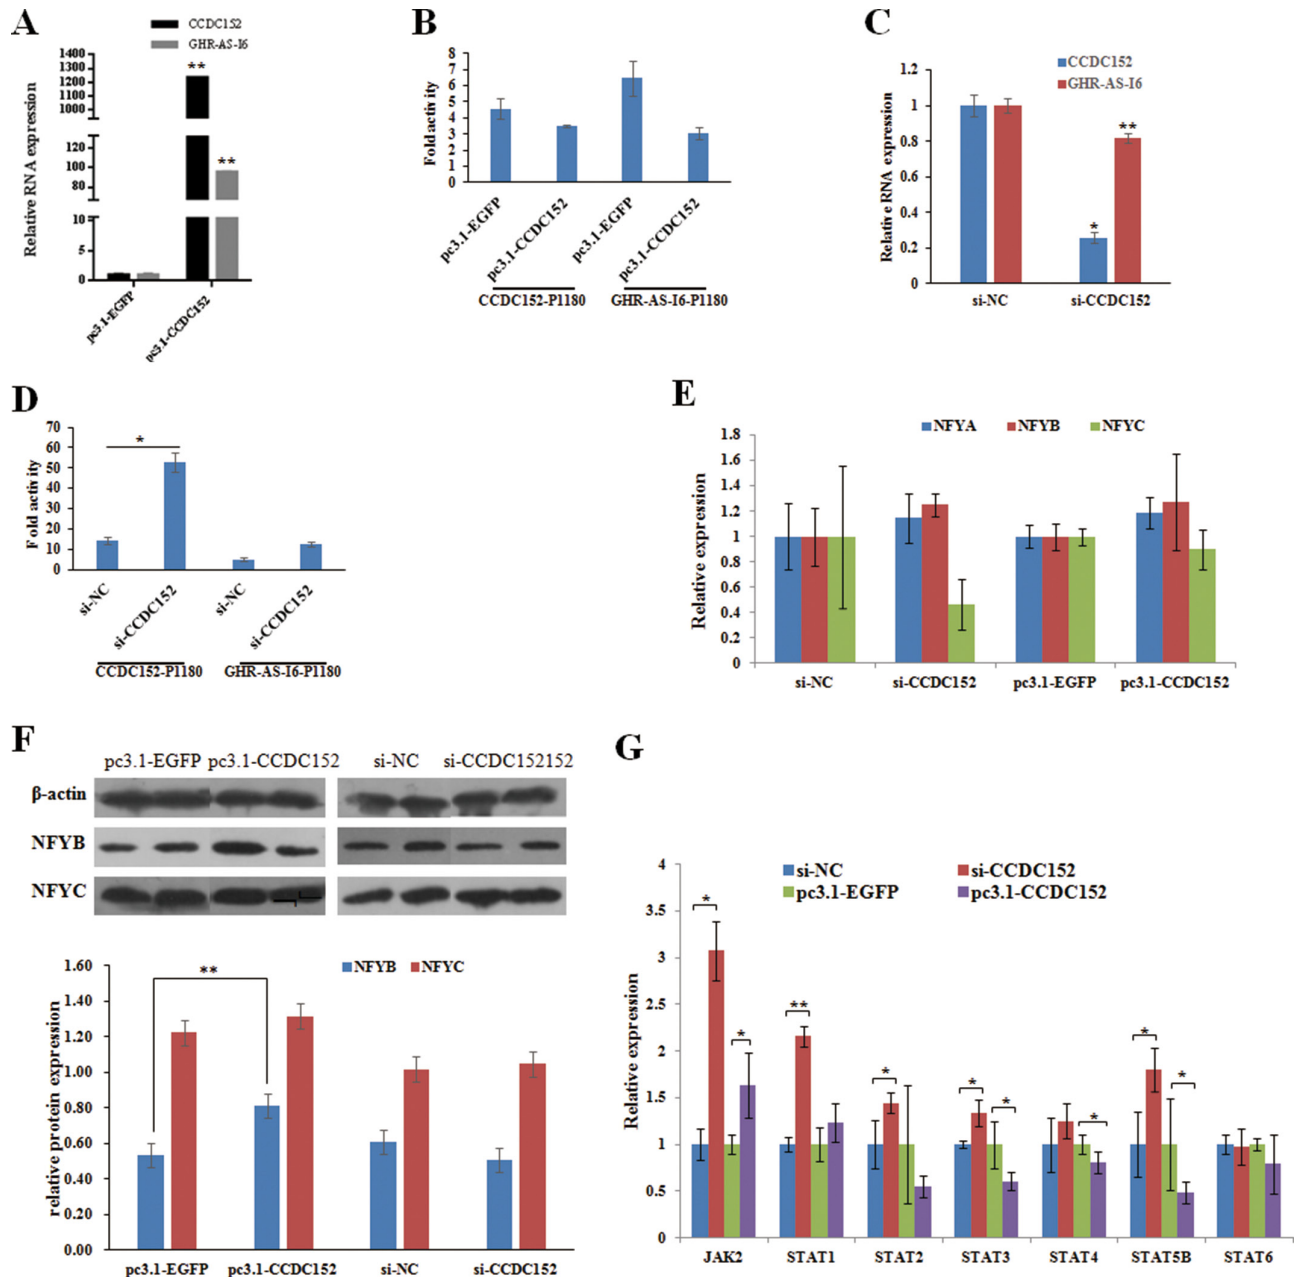 A
CCDC152
GHR-AS-I6
Relative RNA expression
1400
1300
1200
1100
1000
120
100
80
10
5
0
**
**
pc3.1-EGFP
pc3.1-CCDC152
B
Fold activity
8
7
6
5
4
3
2
1
0
pc3.1-EGFP
pc3.1-CCDC152
pc3.1-EGFP
pc3.1-CCDC152
CCDC152-P1180
GHR-AS-I6-P1180
C
CCDC152
GHR-AS-I6
Relative RNA expression
1.2
1
0.8
0.6
0.4
0.2
0
*
**
si-NC
si-CCDC152
D
Fold activity
70
60
50
40
30
20
10
0
*
si-NC
si-CCDC152
si-NC
si-CCDC152
CCDC152-P1180
GHR-AS-I6-P1180
E
NFYA
NFYB
NFYC
Relative expression
1.8
1.6
1.4
1.2
1
0.8
0.6
0.4
0.2
0
si-NC
si-CCDC152
pc3.1-EGFP
pc3.1-CCDC152
F
pc3.1-EGFP pc3.1-CCDC152 si-NC si-CCDC152152
β-actin
NFYB
NFYC
NFYB
NFYC
relative protein expression
1.60
1.40
1.20
1.00
0.80
0.60
0.40
0.20
0.00
**
pc3.1-EGFP
pc3.1-CCDC152
si-NC
si-CCDC152
G
si-NC
si-CCDC152
pc3.1-EGFP
pc3.1-CCDC152
Relative expression
4
3.5
3
2.5
2
1.5
1
0.5
0
*
*
**
*
*
*
*
*
*
JAK2
STAT1
STAT2
STAT3
STAT4
STAT5B
STAT6